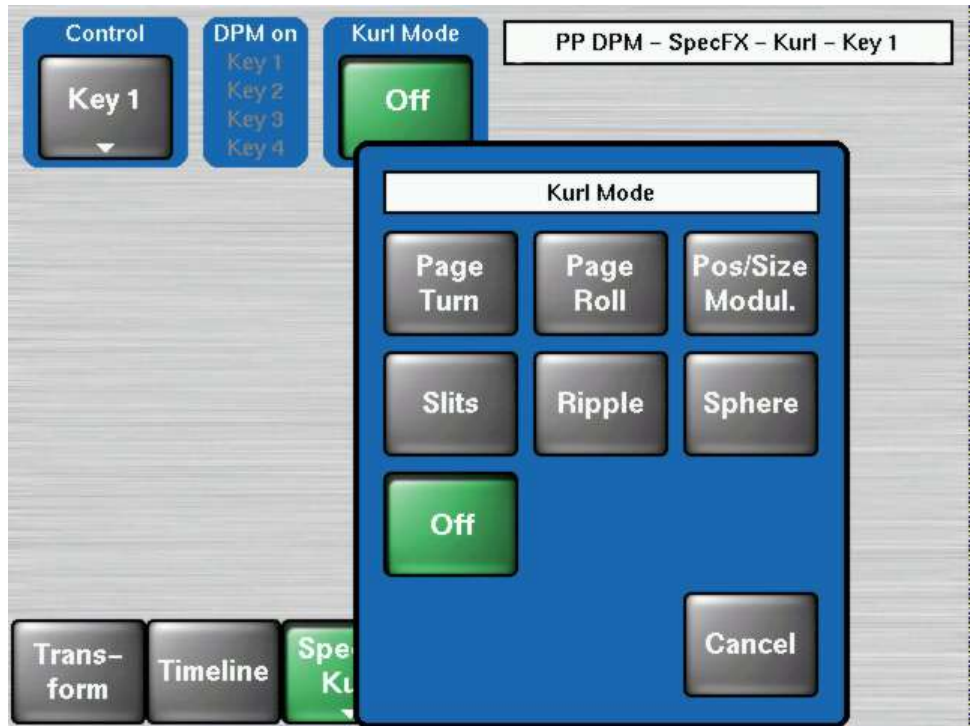 Control
Key 1
DPM on
Key 1
Key 2
Key 3
Key 4
Kurl Mode
Off
PP DPM – SpecFX – Kurl – Key 1
Kurl Mode
Page
Turn
Page
Roll
Pos/Size
Modul.
Slits
Ripple
Sphere
Off
Cancel
Trans–
form
Timeline